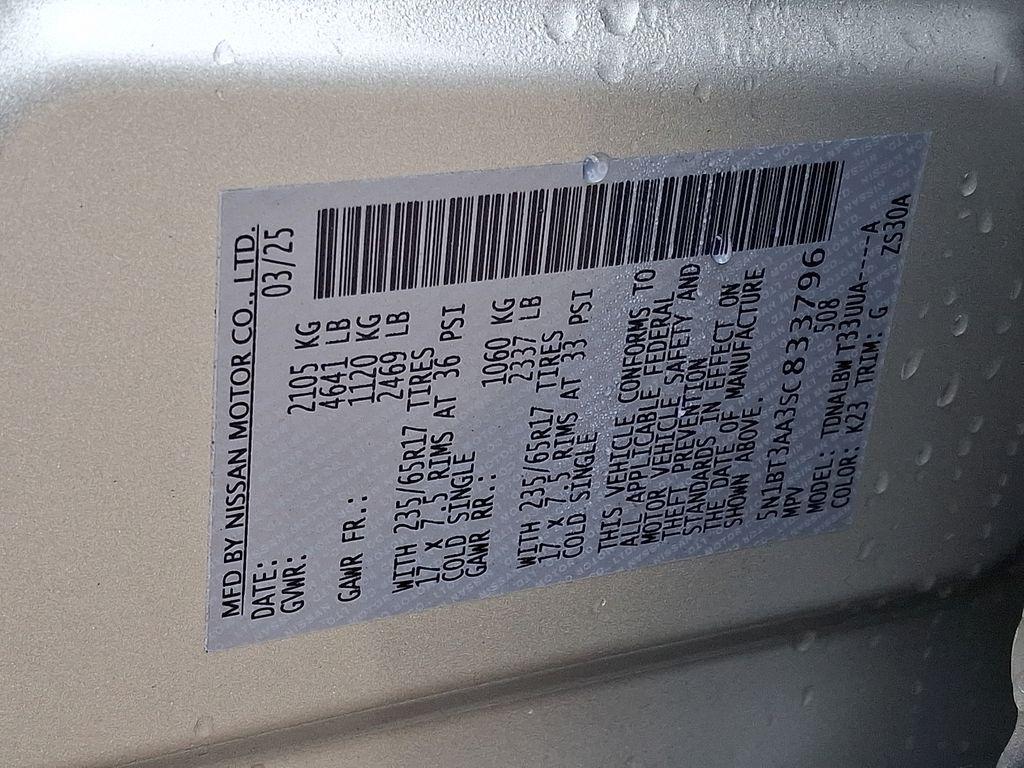 MFD BY NISSAN MOTOR CO., LTD.
DATE: 03/25
GVWR: 2105 KG
4641 LB
GAWR FR.: 1120 KG
2469 LB
WITH 235/65R17 TIRES
17 X 7.5 RIMS AT 36 PSI
COLD SINGLE
GAWR RR.: 1060 KG
2337 LB
WITH 235/65R17 TIRES
17 X 7.5 RIMS AT 33 PSI
COLD SINGLE
THIS VEHICLE CONFORMS TO
ALL APPLICABLE FEDERAL
MOTOR VEHICLE SAFETY AND
THEFT PREVENTION
STANDARDS IN EFFECT ON
THE DATE OF MANUFACTURE
SHOWN ABOVE.
5N1BT3AA3SC833796
MPV 508
MODEL: TDNALBW T33UUA-----A
COLOR: K23 TRIM: G ZS30A